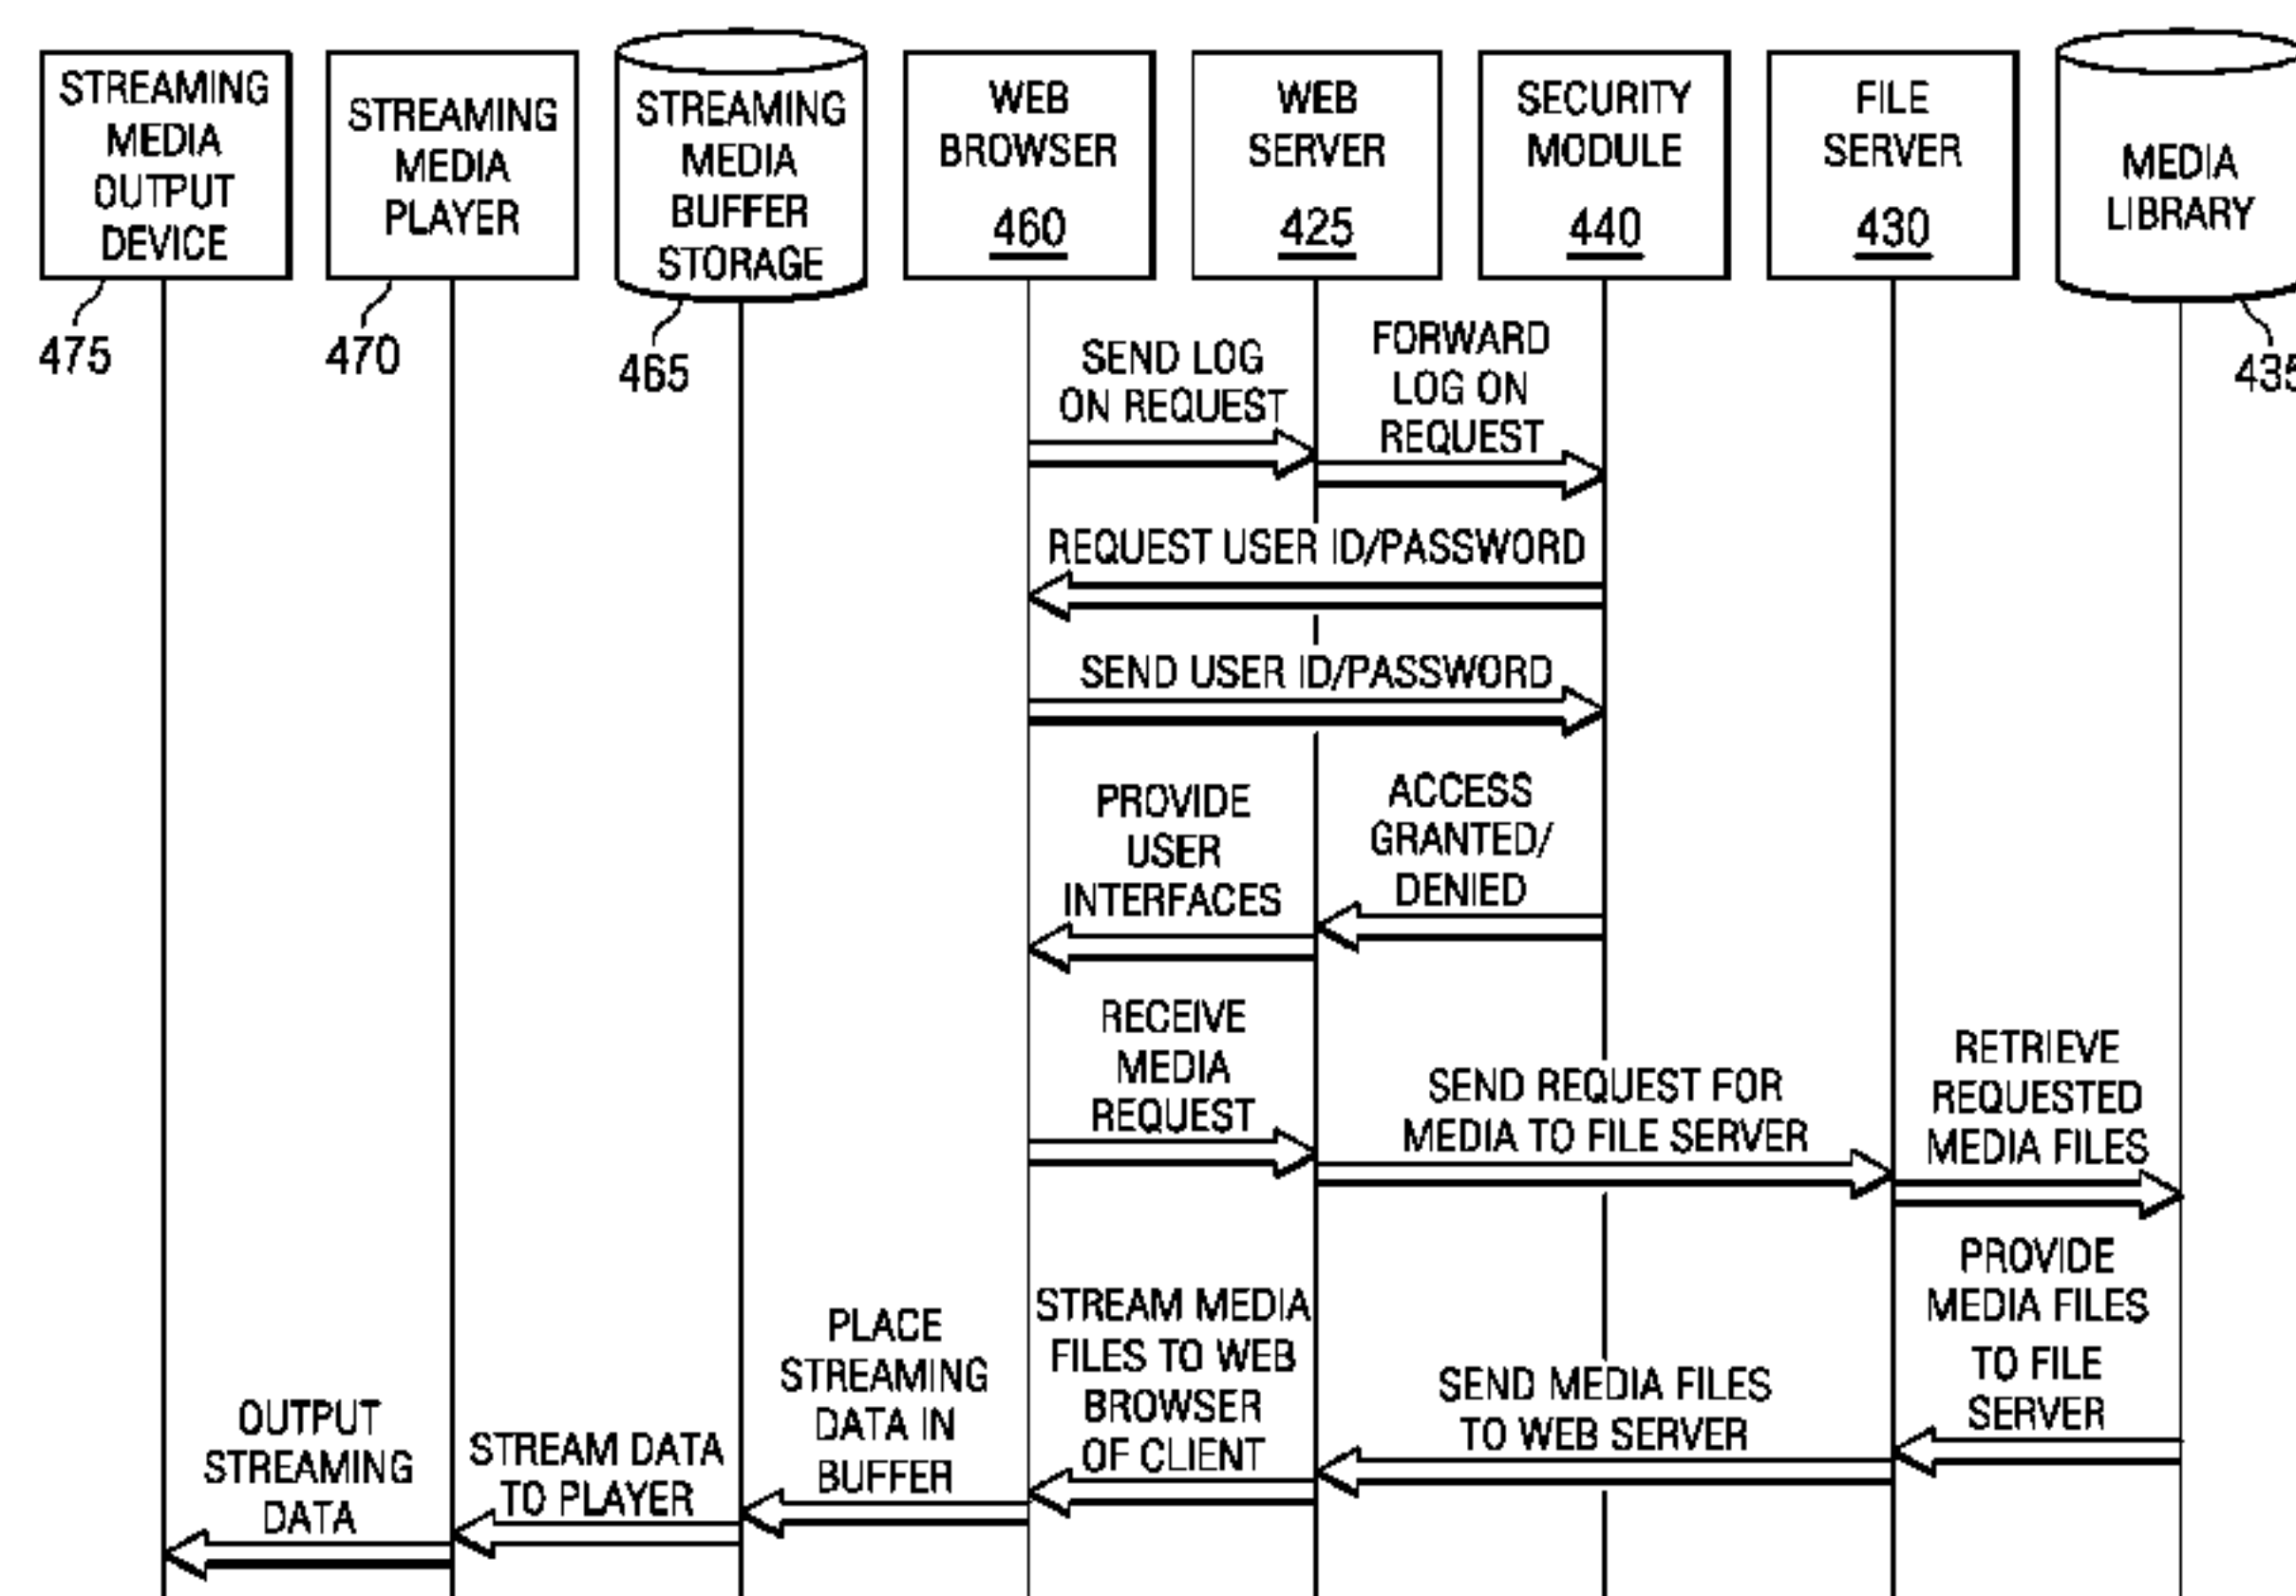 STREAMING
MEDIA
OUTPUT
DEVICE
475
STREAMING
MEDIA
PLAYER
470
STREAMING
MEDIA
BUFFER
STORAGE
465
WEB
BROWSER
460
WEB
SERVER
425
SECURITY
MODULE
440
FILE
SERVER
430
MEDIA
LIBRARY
435
SEND LOG
ON REQUEST
FORWARD
LOG ON
REQUEST
REQUEST USER ID/PASSWORD
SEND USER ID/PASSWORD
ACCESS
GRANTED/
DENIED
PROVIDE
USER
INTERFACES
RECEIVE
MEDIA
REQUEST
SEND REQUEST FOR
MEDIA TO FILE SERVER
RETRIEVE
REQUESTED
MEDIA FILES
PROVIDE
MEDIA FILES
TO FILE
SERVER
SEND MEDIA FILES
TO WEB SERVER
STREAM MEDIA
FILES TO WEB
BROWSER
OF CLIENT
PLACE
STREAMING
DATA IN
BUFFER
STREAM DATA
TO PLAYER
OUTPUT
STREAMING
DATA